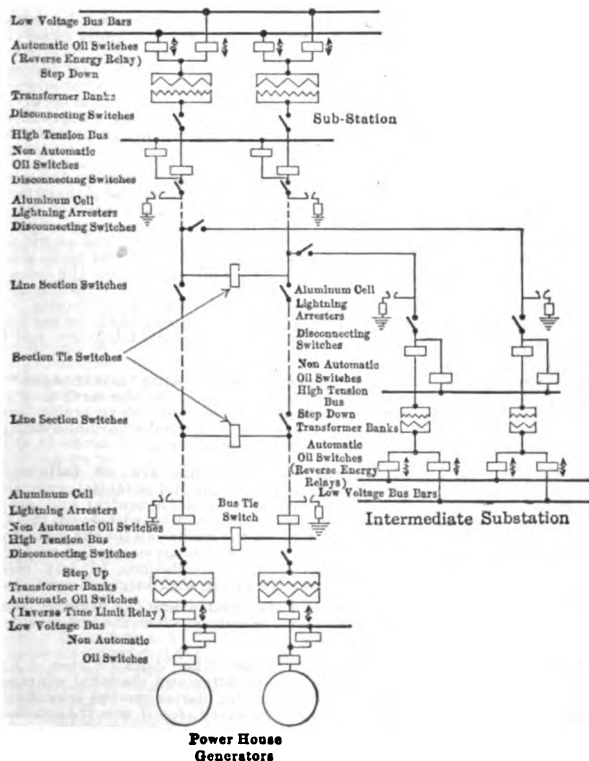 Low Voltage Bus Bars
Automatic Oil Switches
(Reverse Energy Relay)
Step Down
Transformer Banks
Disconnecting Switches
Sub-Station
High Tension Bus
Non Automatic
Oil Switches
Disconnecting Switches
Aluminum Cell
Lightning Arresters
Disconnecting Switches
Line Section Switches
Section Tie Switches
Line Section Switches
Aluminum Cell
Lightning
Arresters
Disconnecting
Switches
Non Automatic
Oil Switches
High Tension
Bus
Step Down
Transformer Banks
Automatic
Oil Switches
(Reverse Energy
Relays)
Low Voltage Bus Bars
Intermediate Substation
Aluminum Cell
Lightning Arresters
Bus Tie
Switch
Non Automatic Oil Switches
High Tension Bus
Disconnecting Switches
Step Up
Transformer Banks
Automatic Oil Switches
(Inverse Time Limit Relay)
Low Voltage Bus
Non Automatic
Oil Switches
Power House
Generators